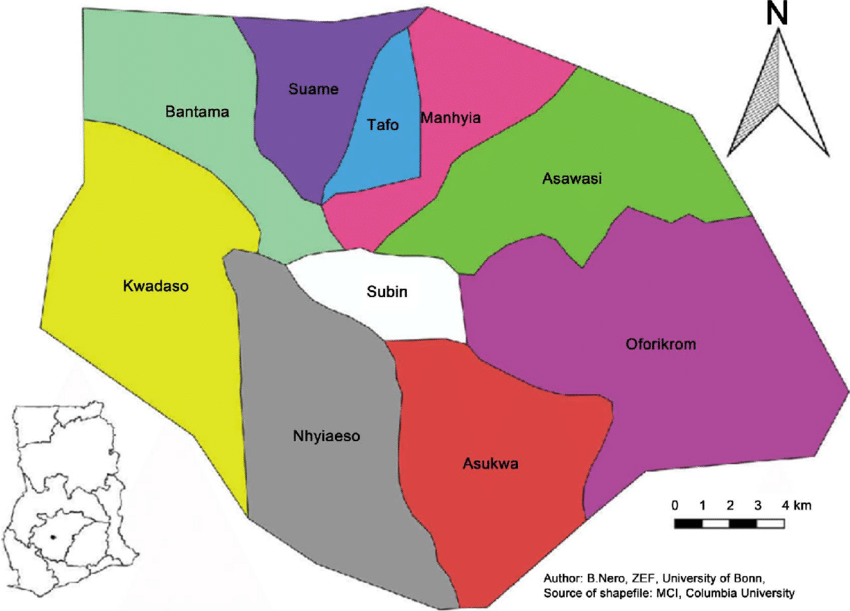 N
Suame
Bantama
Tafo
Manhyia
Asawasi
Kwadaso
Subin
Oforikrom
Nhyiaeso
Asukwa
0 1 2 3 4 km
Author: B.Nero, ZEF, University of Bonn,
Source of shapefile: MCI, Columbia University